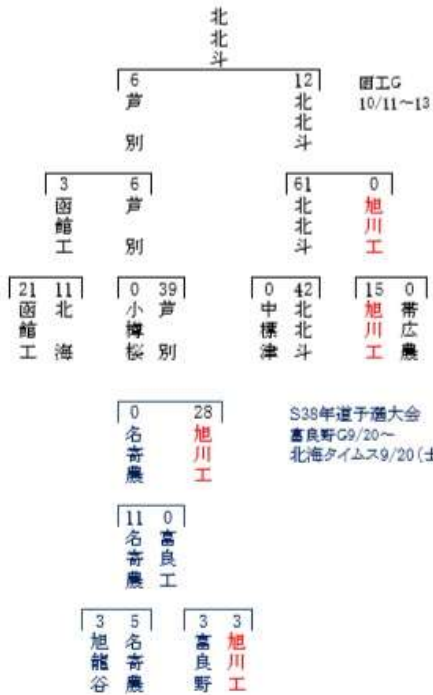 北北斗
6 12
芦別 北北斗
函工G
10/11~13
3 6
函館工 芦別
61 0
北北斗 旭川工
21 11
函館工 北海
0 39
小樽桜 芦別
0 42
中標津 北北斗
15 0
旭川工 帯広農
0 28
名寄農 旭川工
S38年道予選大会
富良野G9/20~
北海タイムス9/20(土
11 0
名寄農 富良工
3 5
旭龍谷 名寄農
3 3
富良野 旭川工